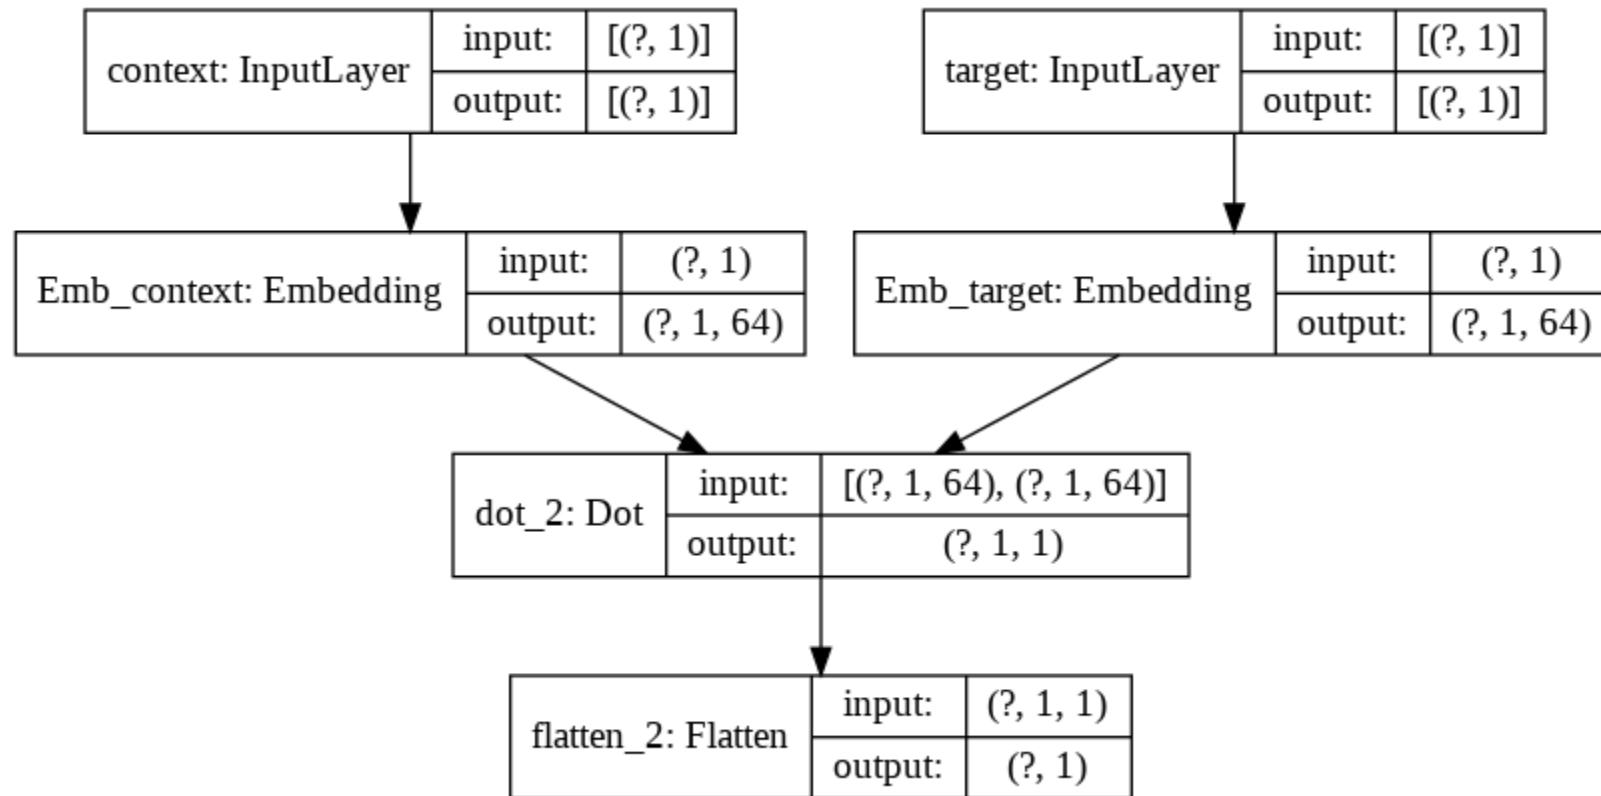 context: InputLayer
input: [(?, 1)]
output: [(?, 1)]
target: InputLayer
input: [(?, 1)]
output: [(?, 1)]
Emb_context: Embedding
input: (?, 1)
output: (?, 1, 64)
Emb_target: Embedding
input: (?, 1)
output: (?, 1, 64)
dot_2: Dot
input: [(?, 1, 64), (?, 1, 64)]
output: (?, 1, 1)
flatten_2: Flatten
input: (?, 1, 1)
output: (?, 1)